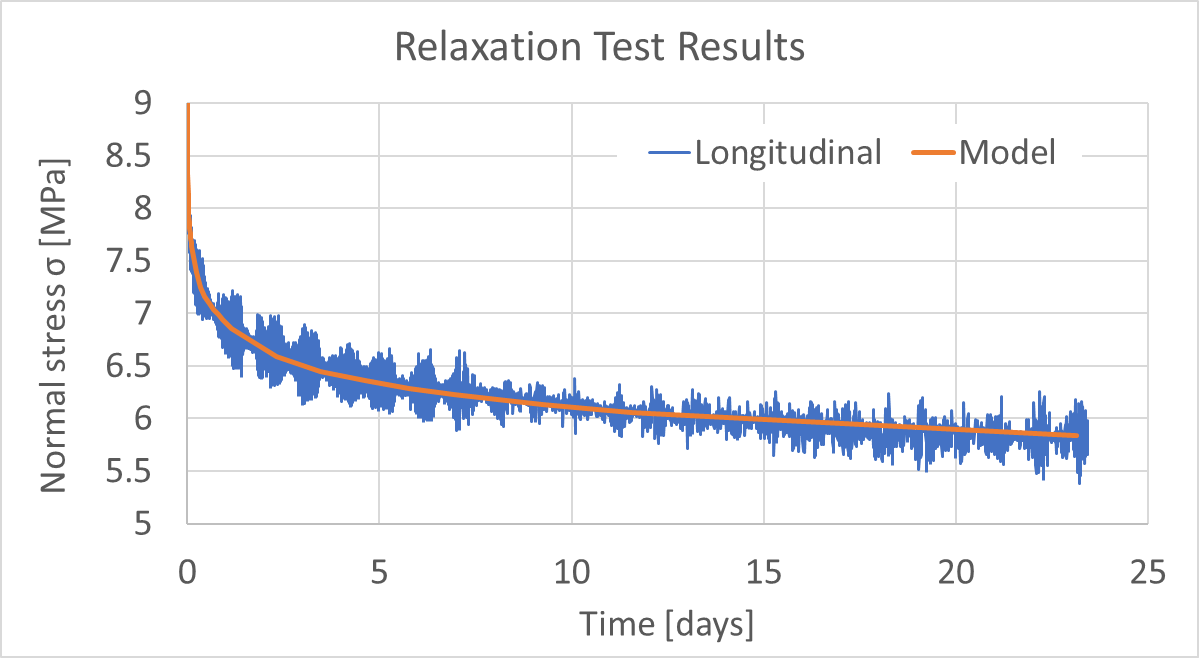 Relaxation Test Results
Longitudinal Model
Normal stress σ [MPa]
9
8.5
8
7.5
7
6.5
6
5.5
5
0 5 10 15 20 25
Time [days]